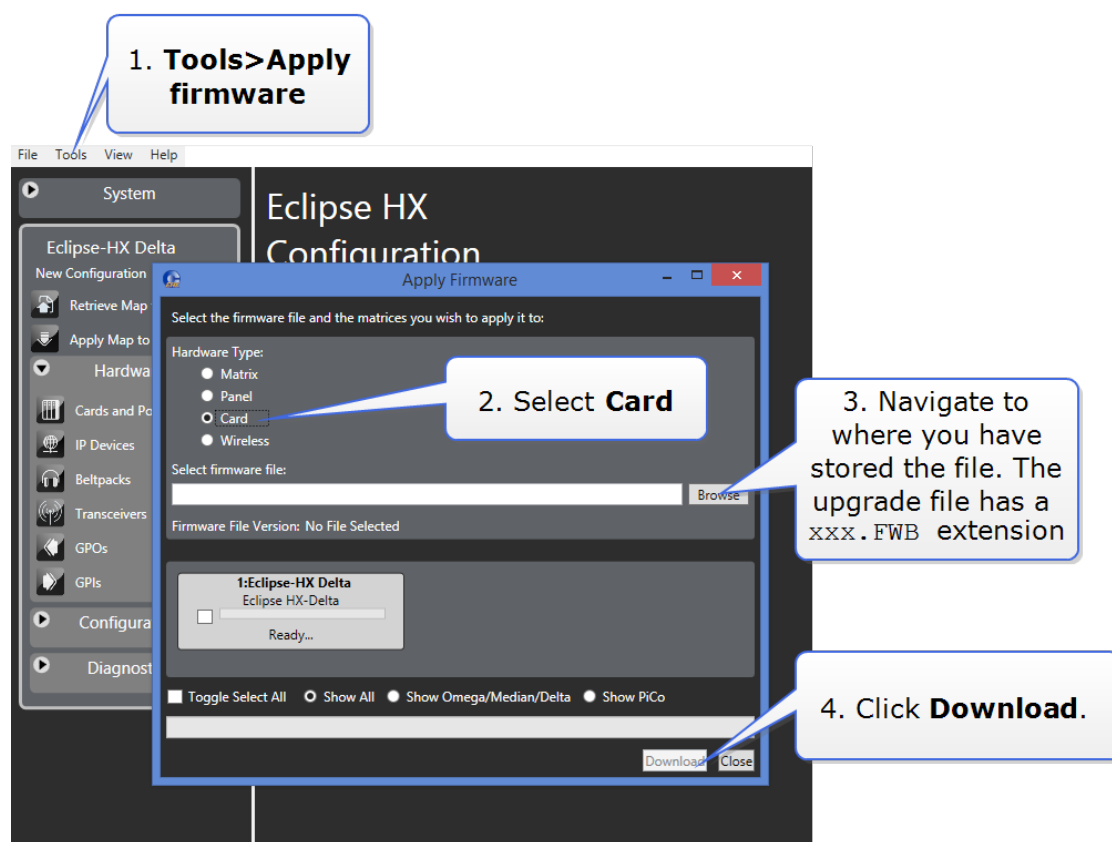 1. Tools>Apply
firmware
File Tools View Help
System
Eclipse HX
Configuration
Eclipse-HX Delta
New Configuration
Retrieve Map
Apply Map to
Hardwa
Cards and Po
IP Devices
Beltpacks
Transceivers
GPOs
GPIs
Configura
Diagnost
Apply Firmware
Select the firmware file and the matrices you wish to apply it to:
Hardware Type:
Matrix
Panel
Card
Wireless
2. Select Card
Select firmware file:
Browse
Firmware File Version: No File Selected
3. Navigate to
where you have
stored the file. The
upgrade file has a
xxx.FWB extension
1:Eclipse-HX Delta
Eclipse HX-Delta
Ready...
Toggle Select All Show All Show Omega/Median/Delta Show PiCo
4. Click Download.
Download Close